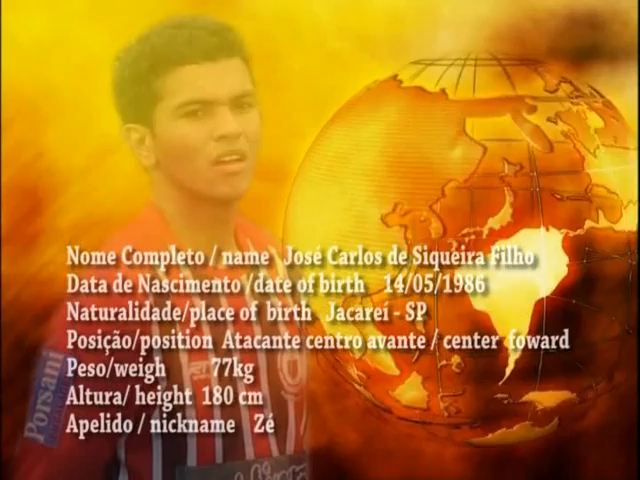 Nome Completo / name José Carlos de Siqueira Filho
Data de Nascimento /date of birth 14/05/1986
Naturalidade/place of birth Jacareí - SP
Posição/position Atacante centro avante / center foward
Peso/weigh 77kg
Altura/ height 180 cm
Apelido / nickname Zé
Porsani